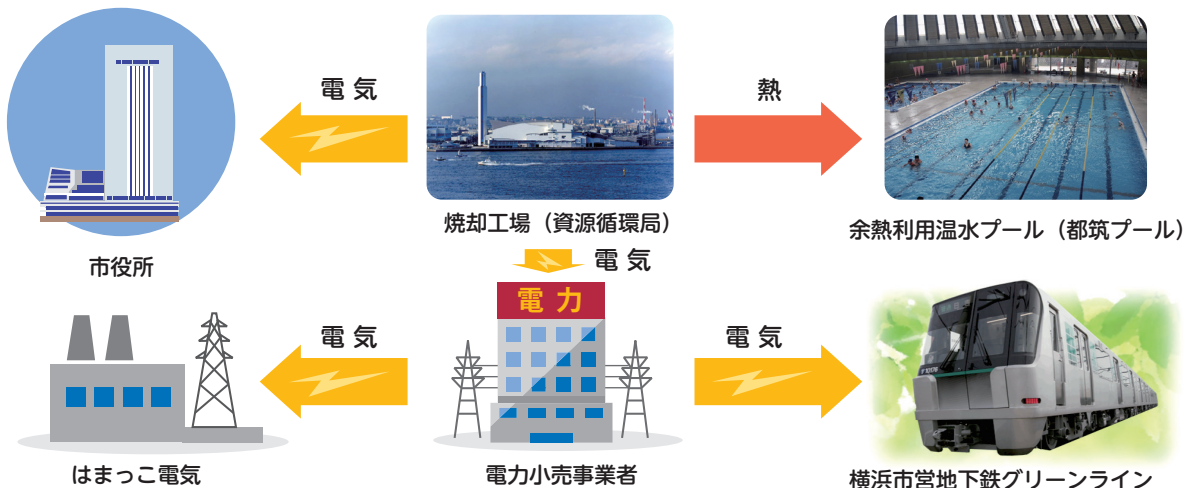 電気
熱
焼却工場（資源循環局）
余熱利用温水プール（都筑プール）
市役所
電気
電力
電気
電気
はまっこ電気
電力小売事業者
横浜市営地下鉄グリーンライン